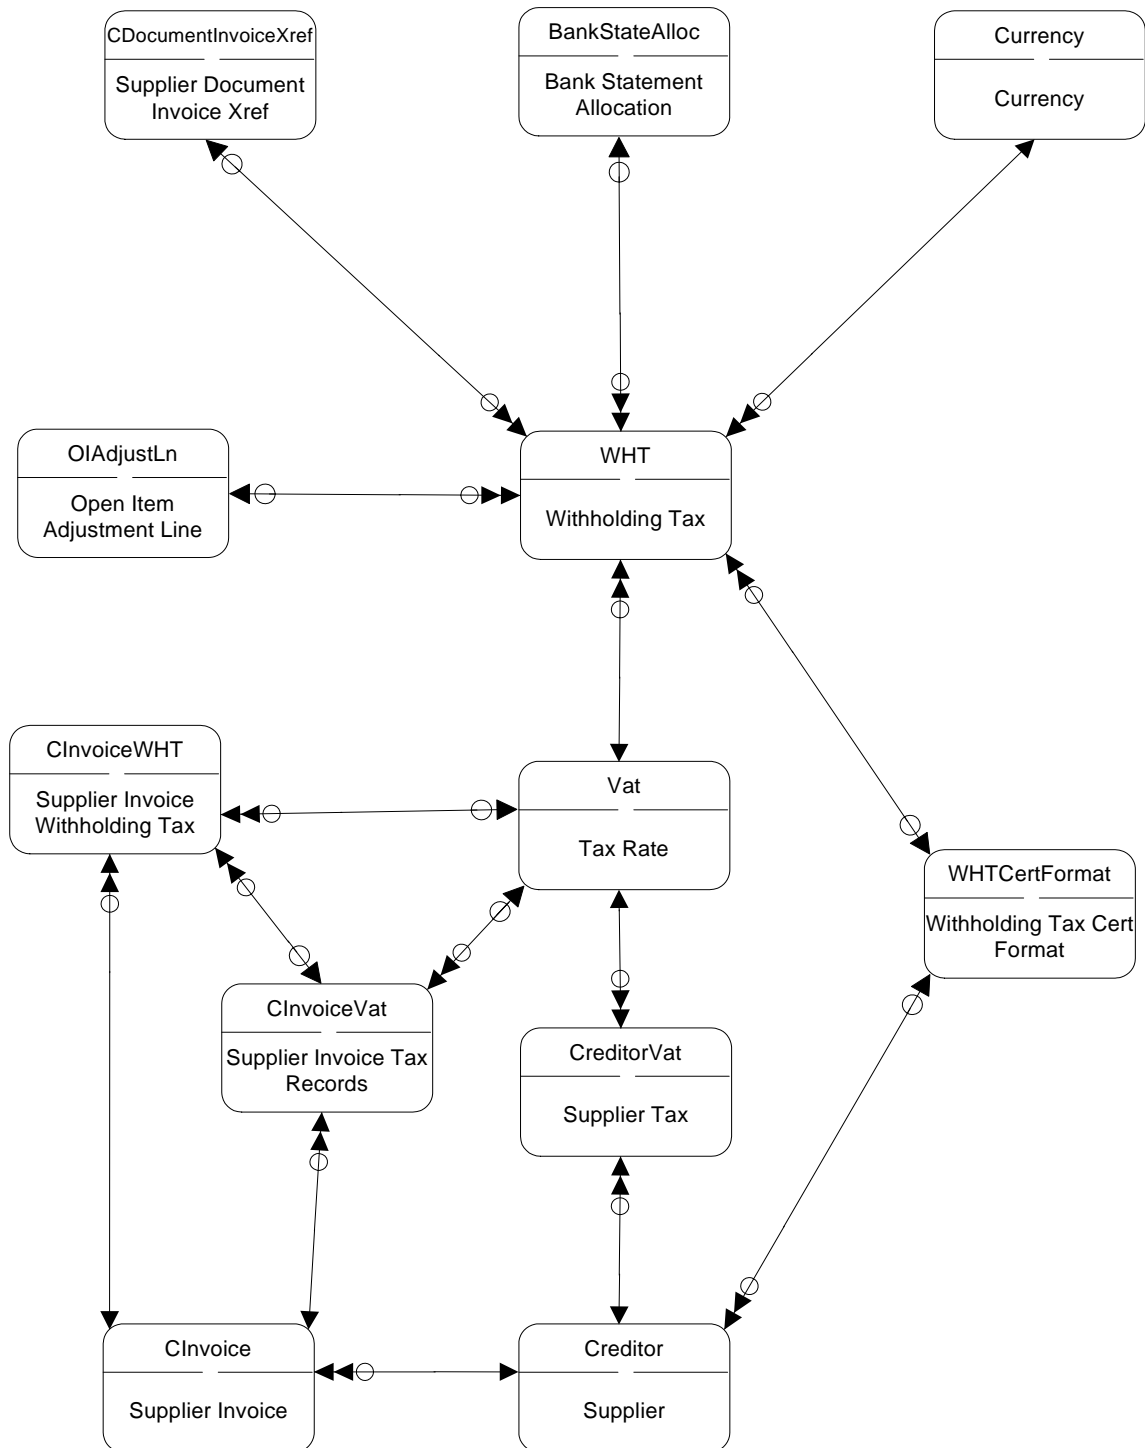 CDocumentInvoiceXref
Supplier Document
Invoice Xref
BankStateAlloc
Bank Statement
Allocation
Currency
Currency
OIAdjustLn
Open Item
Adjustment Line
WHT
Withholding Tax
CInvoiceWHT
Supplier Invoice
Withholding Tax
Vat
Tax Rate
WHTCertFormat
Withholding Tax Cert
Format
CInvoiceVat
Supplier Invoice Tax
Records
CreditorVat
Supplier Tax
CInvoice
Supplier Invoice
Creditor
Supplier